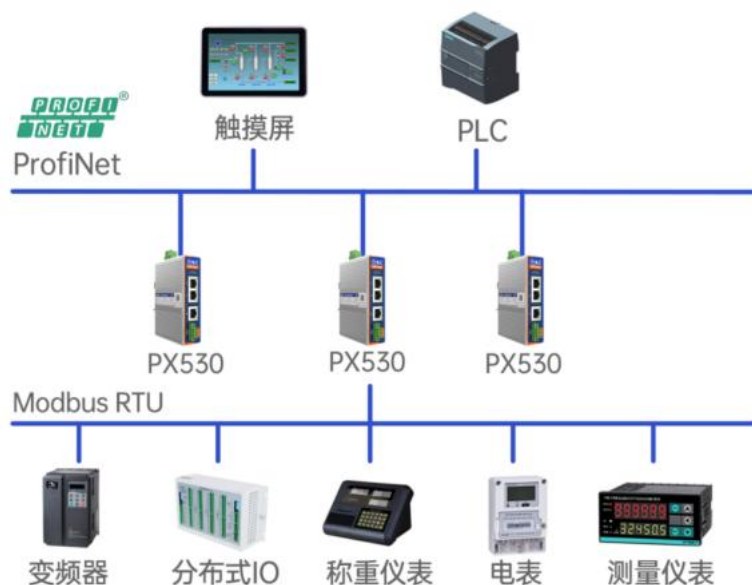 PROFI
NET®
ProfiNet
触摸屏
PLC
PX530
PX530
PX530
Modbus RTU
变频器
分布式IO
称重仪表
电表
测量仪表